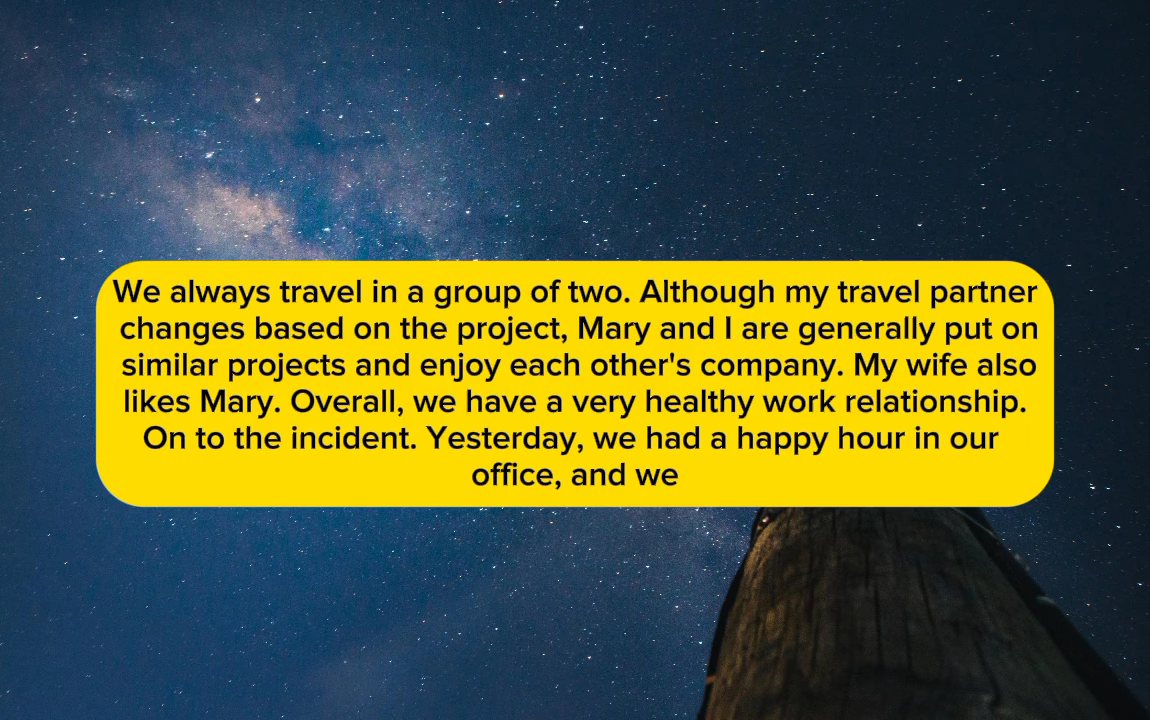 We always travel in a group of two. Although my travel partner
changes based on the project, Mary and I are generally put on
similar projects and enjoy each other's company. My wife also
likes Mary. Overall, we have a very healthy work relationship.
On to the incident. Yesterday, we had a happy hour in our
office, and we